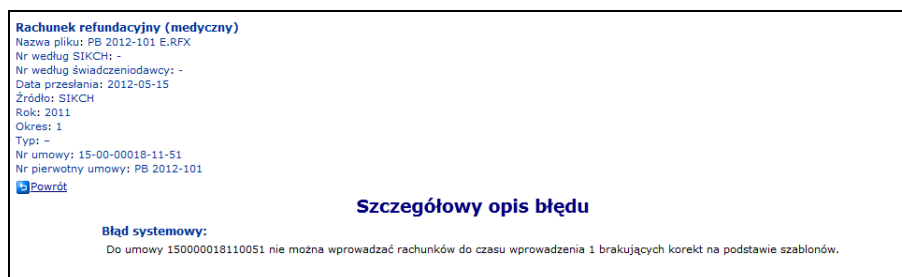 Rachunek refundacyjny (medyczny)
Nazwa pliku: PB 2012-101 E.RFX
Nr według SIKCH: -
Nr według świadczeniodawcy: -
Data przesłania: 2012-05-15
Źródło: SIKCH
Rok: 2011
Okres: 1
Typ: –
Nr umowy: 15-00-00018-11-51
Nr pierwotny umowy: PB 2012-101
Powrót
Szczegółowy opis błędu
Błąd systemowy:
Do umowy 150000018110051 nie można wprowadzać rachunków do czasu wprowadzenia 1 brakujących korekt na podstawie szablonów.